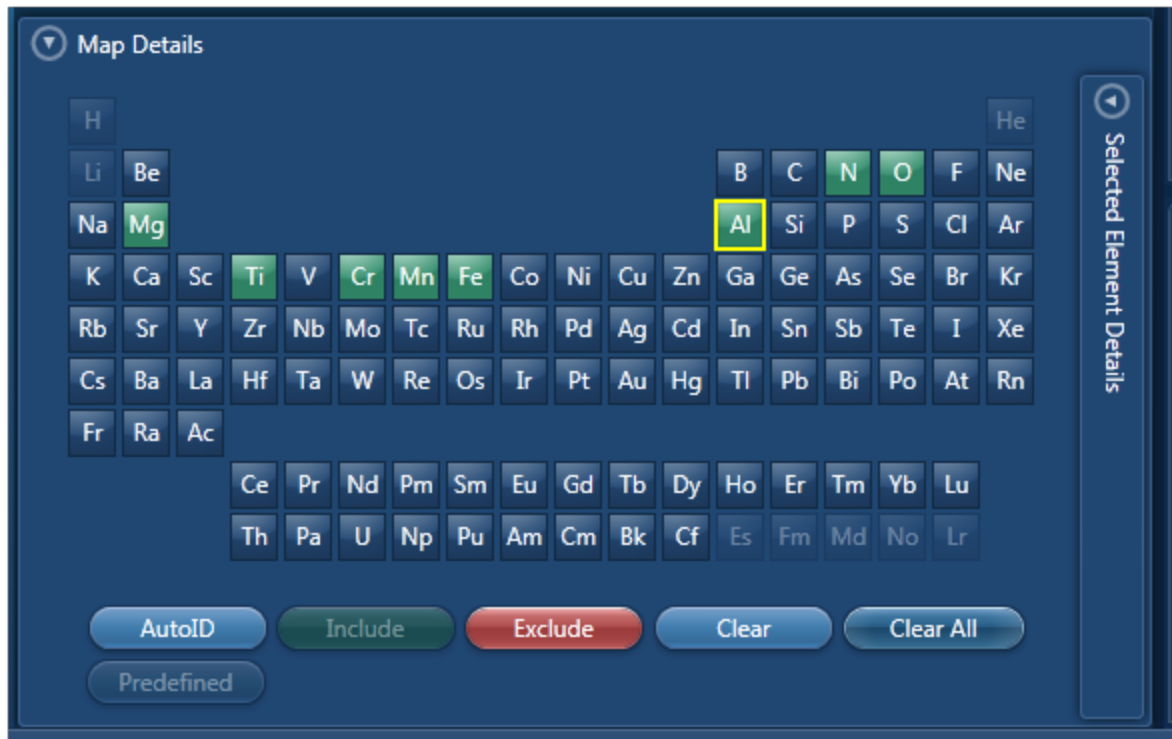 Map Details
H He
Li Be B C N O F Ne
Na Mg Al Si P S Cl Ar
K Ca Sc Ti V Cr Mn Fe Co Ni Cu Zn Ga Ge As Se Br Kr
Rb Sr Y Zr Nb Mo Tc Ru Rh Pd Ag Cd In Sn Sb Te I Xe
Cs Ba La Hf Ta W Re Os Ir Pt Au Hg Tl Pb Bi Po At Rn
Fr Ra Ac
Ce Pr Nd Pm Sm Eu Gd Tb Dy Ho Er Tm Yb Lu
Th Pa U Np Pu Am Cm Bk Cf Es Fm Md No Lr
AutoID Include Exclude Clear Clear All
Predefined
Selected Element Details